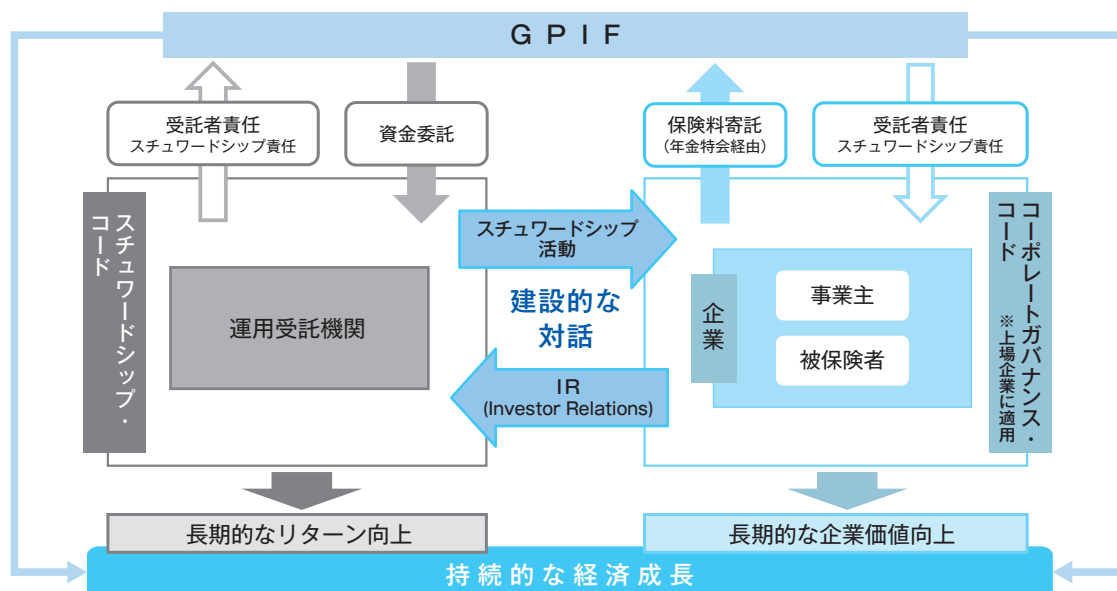 GPIF
受託者責任
スチュワードシップ責任
資金委託
保険料寄託
（年金特会経由）
受託者責任
スチュワードシップ責任
スチュワードシップ・
コード
運用受託機関
スチュワードシップ
活動
建設的な
対話
IR
(Investor Relations)
企業
事業主
被保険者
コーポレートガバナンス・
コード
※上場企業に適用
長期的なリターン向上
長期的な企業価値向上
持続的な経済成長